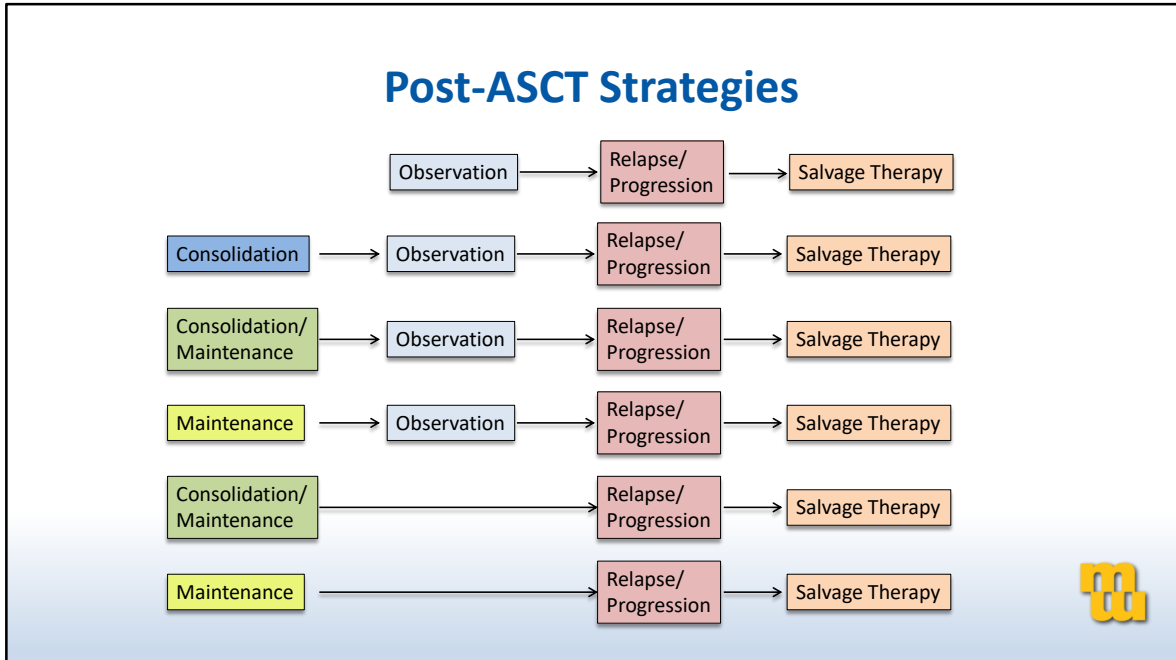 Post-ASCT Strategies
Observation
Relapse/
Progression
Salvage Therapy
Consolidation
Observation
Relapse/
Progression
Salvage Therapy
Consolidation/
Maintenance
Observation
Relapse/
Progression
Salvage Therapy
Maintenance
Observation
Relapse/
Progression
Salvage Therapy
Consolidation/
Maintenance
Relapse/
Progression
Salvage Therapy
Maintenance
Relapse/
Progression
Salvage Therapy